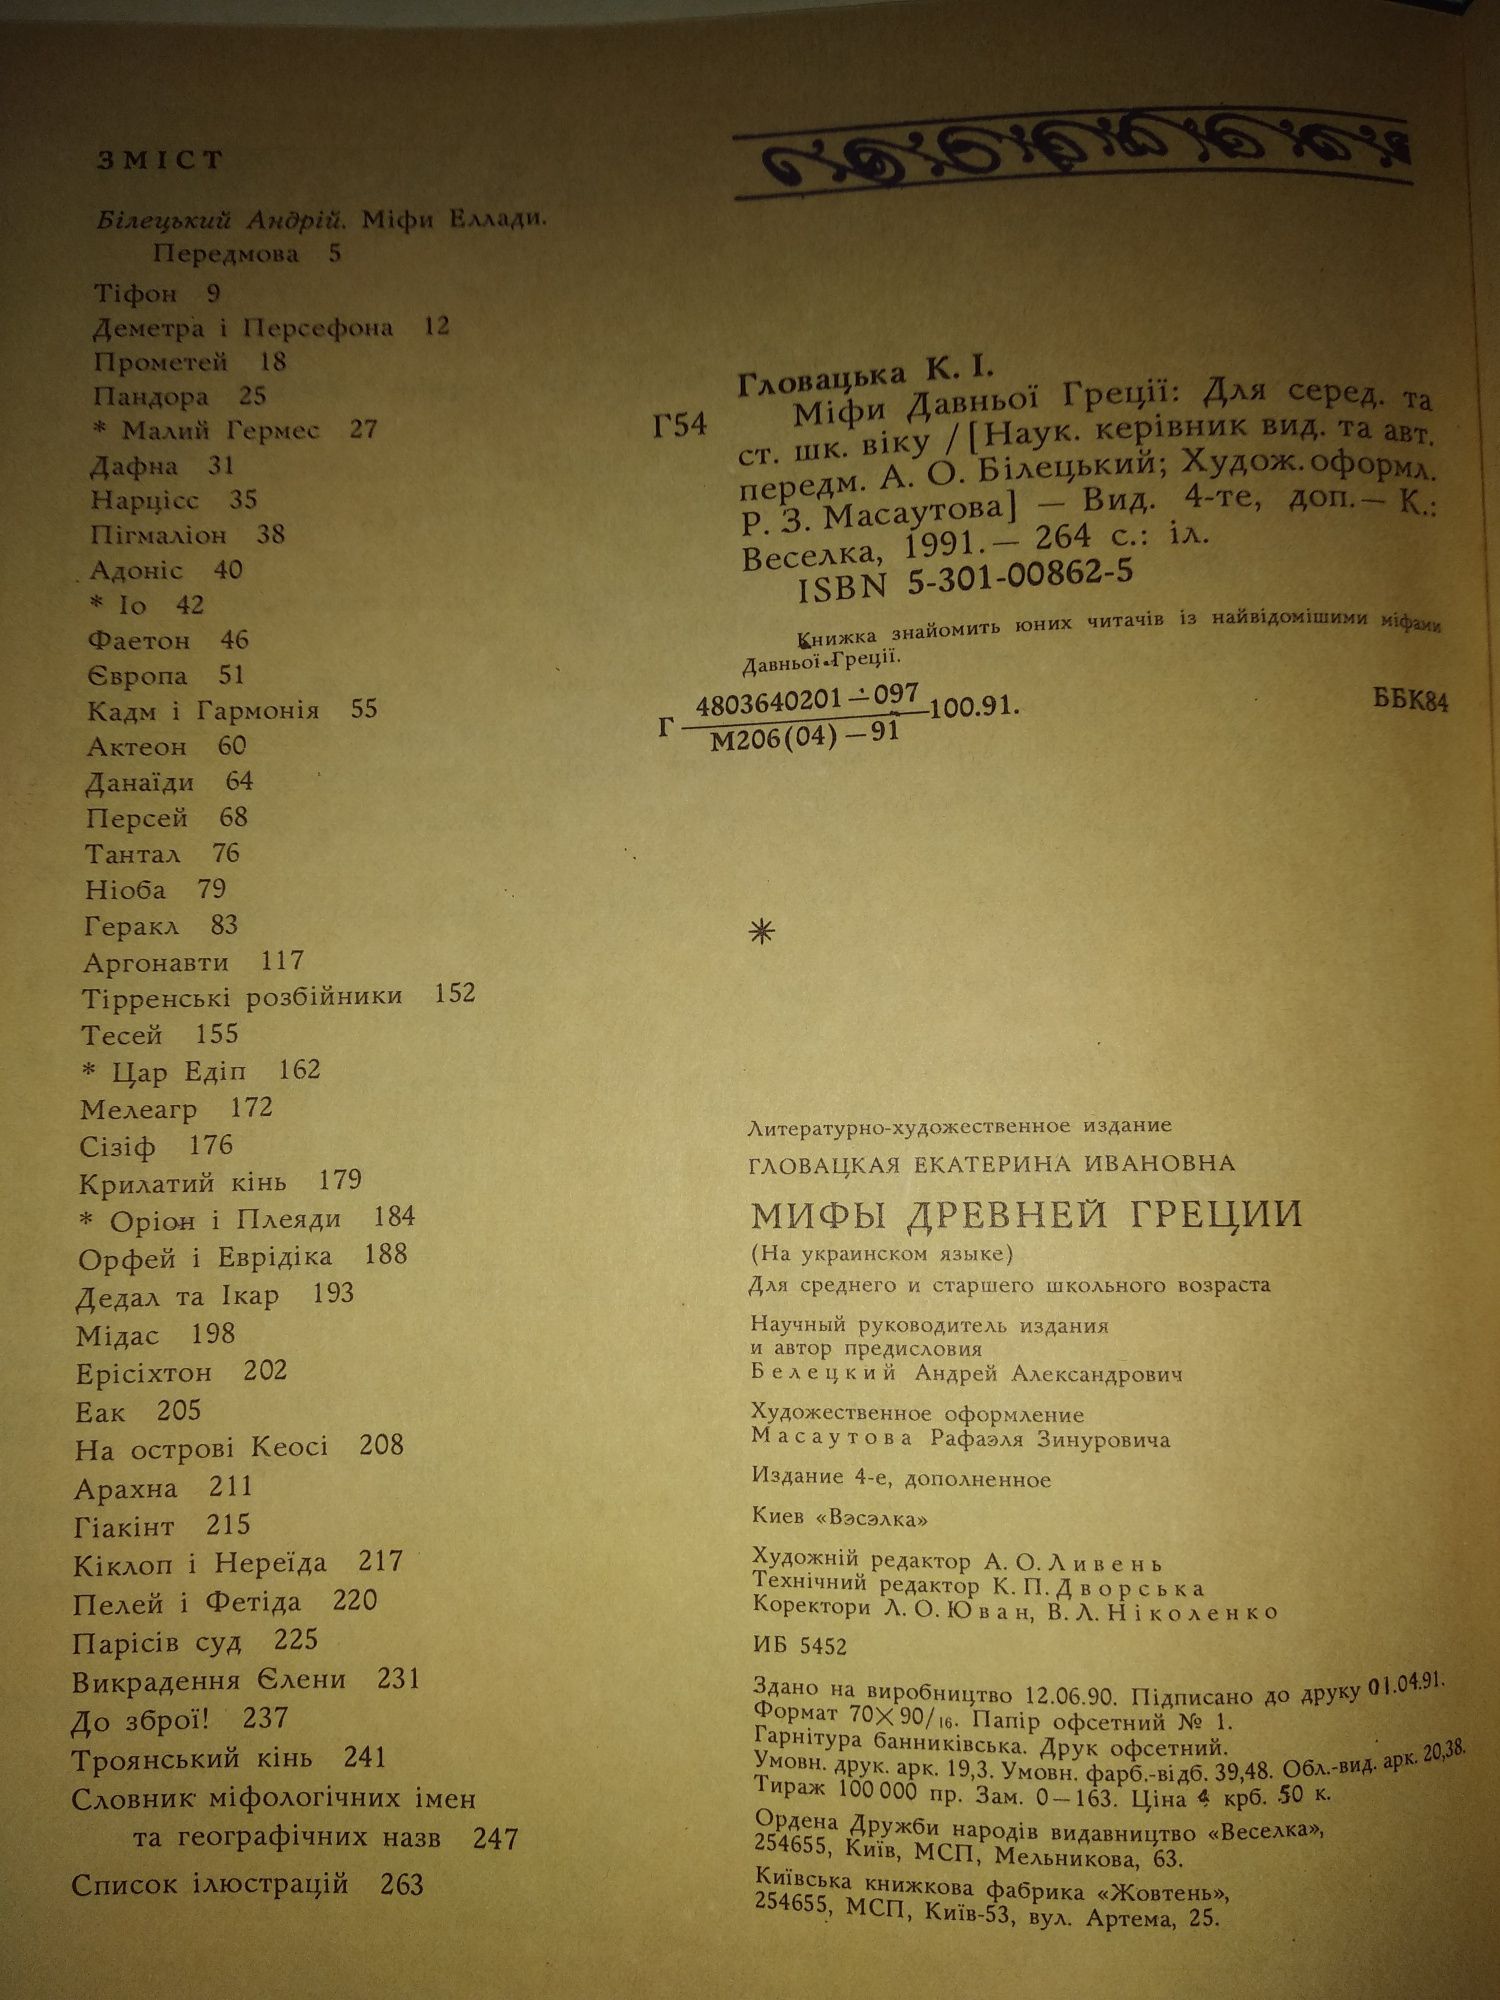 ЗМІСТ
Білецький Андрій. Міфи Еллади.
Передмова 5
Тіфон 9
Деметра і Персефона 12
Прометей 18
Пандора 25
* Малий Гермес 27
Дафна 31
Нарцісс 35
Пігмаліон 38
Адоніс 40
* Іо 42
Фаетон 46
Європа 51
Кадм і Гармонія 55
Актеон 60
Данаїди 64
Персей 68
Тантал 76
Ніоба 79
Геракл 83
Аргонавти 117
Тірренські розбійники 152
Тесей 155
* Цар Едіп 162
Мелеагр 172
Сізіф 176
Крилатий кінь 179
* Оріон і Плеяди 184
Орфей і Еврідіка 188
Дедал та Ікар 193
Мідас 198
Ерісіхтон 202
Еак 205
На острові Кеосі 208
Арахна 211
Гіакінт 215
Кіклоп і Нереїда 217
Пелей і Фетіда 220
Парісів суд 225
Викрадення Єлени 231
До зброї! 237
Троянський кінь 241
Словник міфологічних імен
та географічних назв 247
Список ілюстрацій 263
Гловацька К. І.
Г54 Міфи Давньої Греції: Для серед. та
ст. шк. віку / [Наук. керівник вид. та авт.
передм. А. О. Білецький; Худож. оформл.
Р. З. Масаутова] — Вид. 4-те, доп.— К.:
Веселка, 1991.— 264 с.: іл.
ISBN 5-301-00862-5
Книжка знайомить юних читачів із найвідомішими міфами
Давньої Греції.
4803640201—097
Г 100.91. ББК84
М206(04)—91
*
Литературно-художественное издание
ГЛОВАЦКАЯ ЕКАТЕРИНА ИВАНОВНА
МИФЫ ДРЕВНЕЙ ГРЕЦИИ
(На украинском языке)
Для среднего и старшего школьного возраста
Научный руководитель издания
и автор предисловия
Белецкий Андрей Александрович
Художественное оформление
Масаутова Рафаэля Зинуровича
Издание 4-е, дополненное
Киев «Вэсэлка»
Художній редактор А. О. Ливень
Технічний редактор К. П. Дворська
Коректори Л. О. Юван, В. Л. Ніколенко
ИБ 5452
Здано на виробництво 12.06.90. Підписано до друку 01.04.91.
Формат 70×90/16. Папір офсетний № 1.
Гарнітура банниківська. Друк офсетний.
Умовн. друк. арк. 19,3. Умовн. фарб.-відб. 39,48. Обл.-вид. арк. 20,38.
Тираж 100 000 пр. Зам. 0—163. Ціна 4 крб. 50 к.
Ордена Дружби народів видавництво «Веселка»,
254655, Київ, МСП, Мельникова, 63.
Київська книжкова фабрика «Жовтень»,
254655, МСП, Київ-53, вул. Артема, 25.